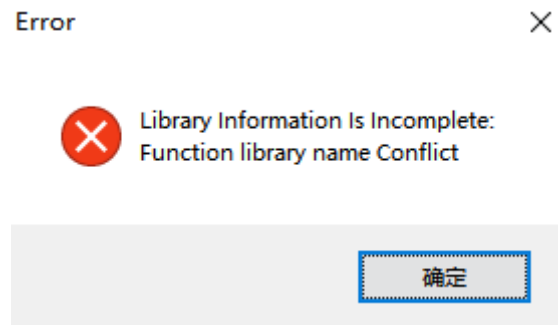 Error
Library Information Is Incomplete:
Function library name Conflict
确定